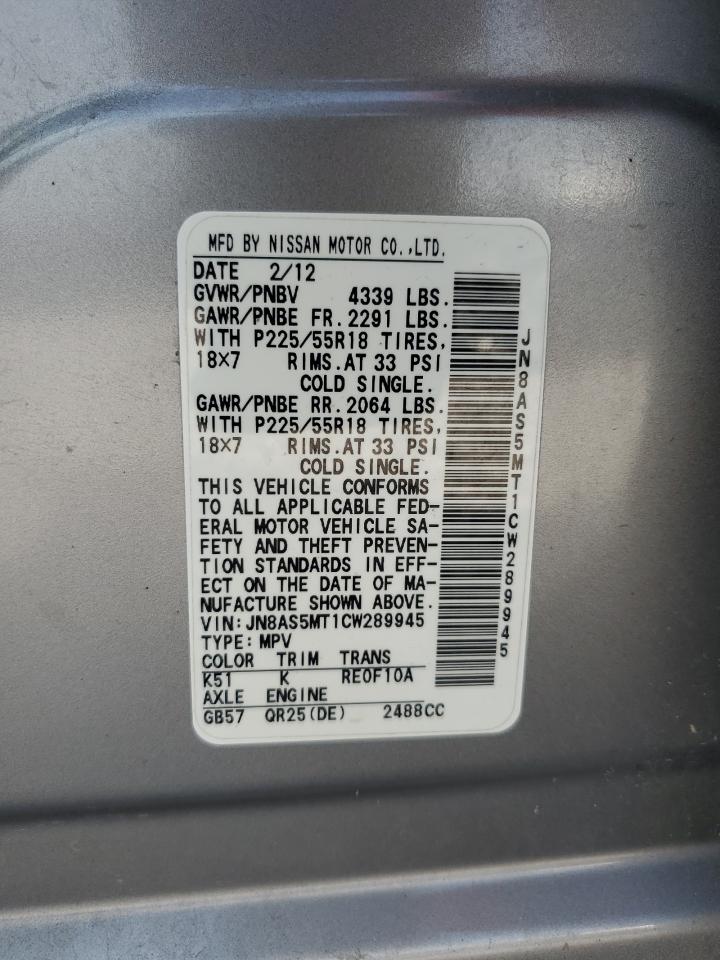 MFD BY NISSAN MOTOR CO.,LTD.
DATE 2/12
GVWR/PNBV 4339 LBS.
GAWR/PNBE FR.2291 LBS.
WITH P225/55R18 TIRES,
18X7 RIMS.AT 33 PSI
COLD SINGLE.
GAWR/PNBE RR.2064 LBS.
WITH P225/55R18 TIRES,
18X7 RIMS.AT 33 PSI
COLD SINGLE.
THIS VEHICLE CONFORMS
TO ALL APPLICABLE FED-
ERAL MOTOR VEHICLE SA-
FETY AND THEFT PREVEN-
TION STANDARDS IN EFF-
ECT ON THE DATE OF MA-
NUFACTURE SHOWN ABOVE.
VIN:JN8AS5MT1CW289945
TYPE:MPV
COLOR TRIM TRANS
K51 K RE0F10A
AXLE ENGINE
GB57 QR25(DE) 2488CC
JN8AS5MT1CW289945